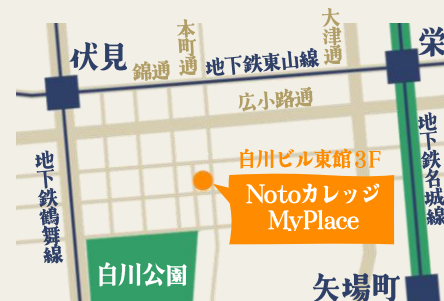 伏見
錦通
本町通
地下鉄東山線
大津通
栄
広小路通
地下鉄鶴舞線
地下鉄名城線
白川ビル東館3F
Notoカレッジ
MyPlace
白川公園
矢場町